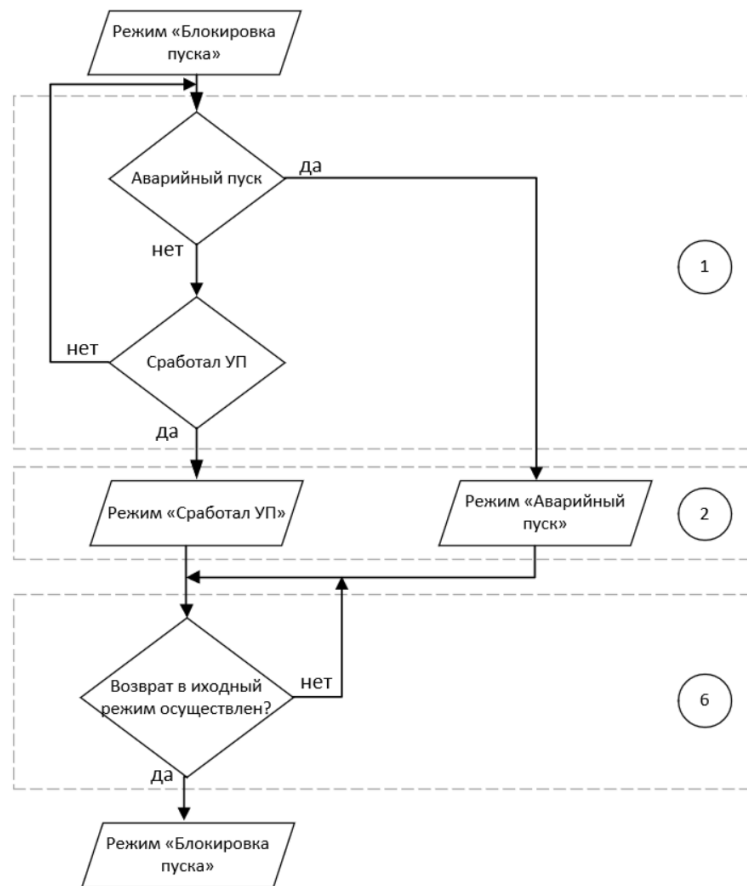 Режим «Блокировка
пуска»
Аварийный пуск
да
нет
1
Сработал УП
нет
да
Режим «Сработал УП»
Режим «Аварийный
пуск»
2
Возврат в иходный
режим осуществлен?
нет
6
да
Режим «Блокировка
пуска»